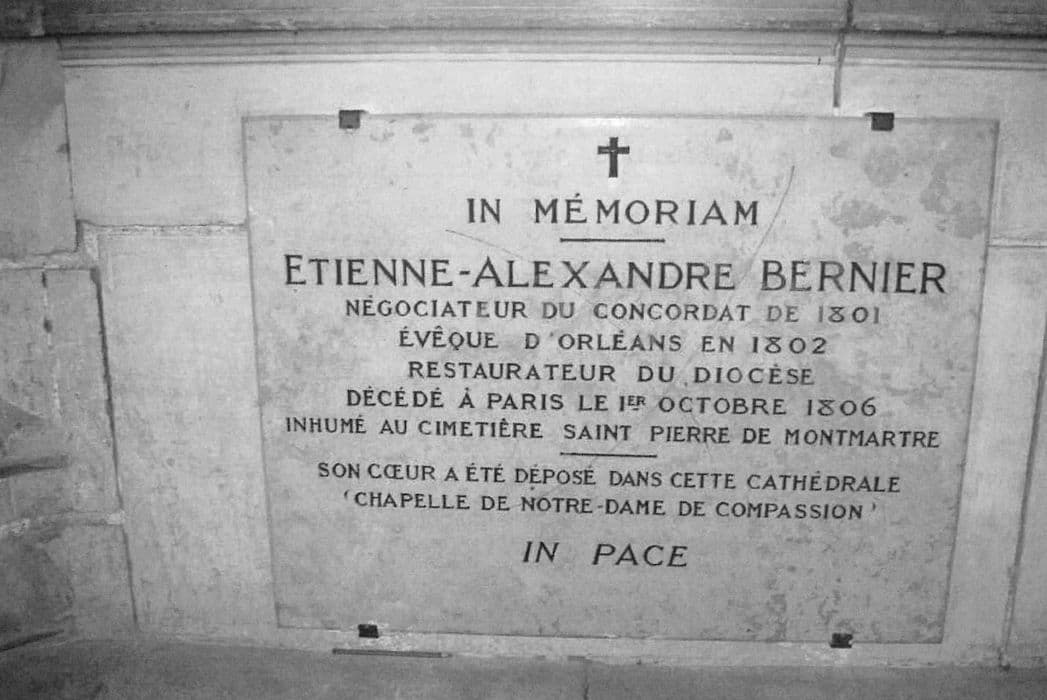 IN MÉMORIAM
ETIENNE-ALEXANDRE BERNIER
NÉGOCIATEUR DU CONCORDAT DE 1801
ÉVÊQUE D'ORLÉANS EN 1802
RESTAURATEUR DU DIOCÈSE
DÉCÉDÉ À PARIS LE 1ER OCTOBRE 1806
INHUMÉ AU CIMETIÈRE SAINT PIERRE DE MONTMARTRE
SON CŒUR A ÉTÉ DÉPOSÉ DANS CETTE CATHÉDRALE
'CHAPELLE DE NOTRE-DAME DE COMPASSION'
IN PACE